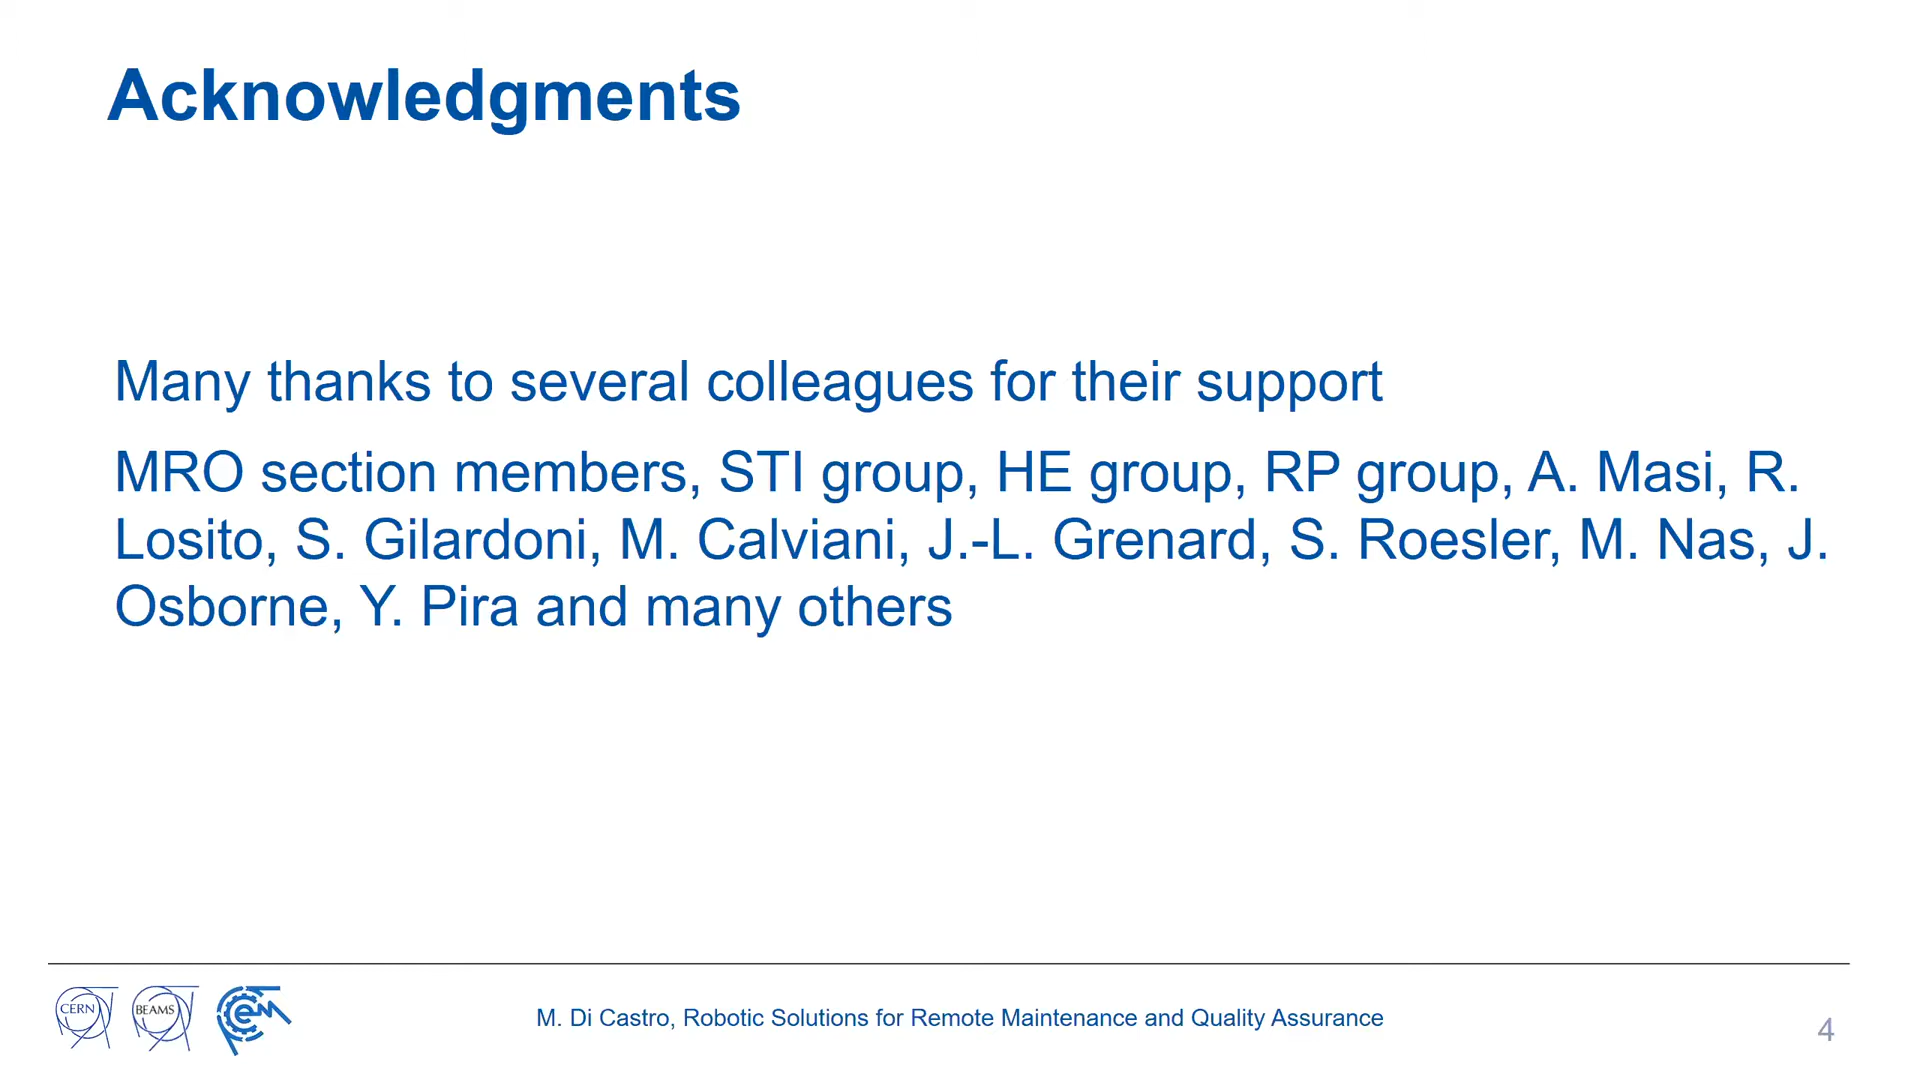 Acknowledgments
Many thanks to several colleagues for their support
MRO section members, STI group, HE group, RP group, A. Masi, R.
Losito, S. Gilardoni, M. Calviani, J.-L. Grenard, S. Roesler, M. Nas, J.
Osborne, Y. Pira and many others
CERN
BEAMS
cem
M. Di Castro, Robotic Solutions for Remote Maintenance and Quality Assurance
4